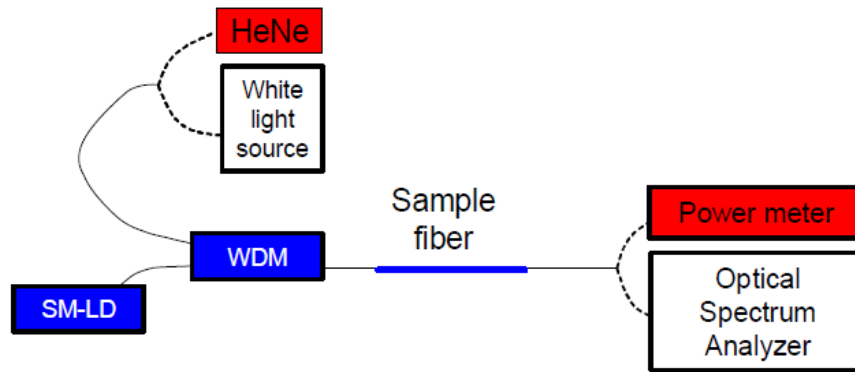 HeNe
White
light
source
Sample
fiber
WDM
SM-LD
Power meter
Optical
Spectrum
Analyzer